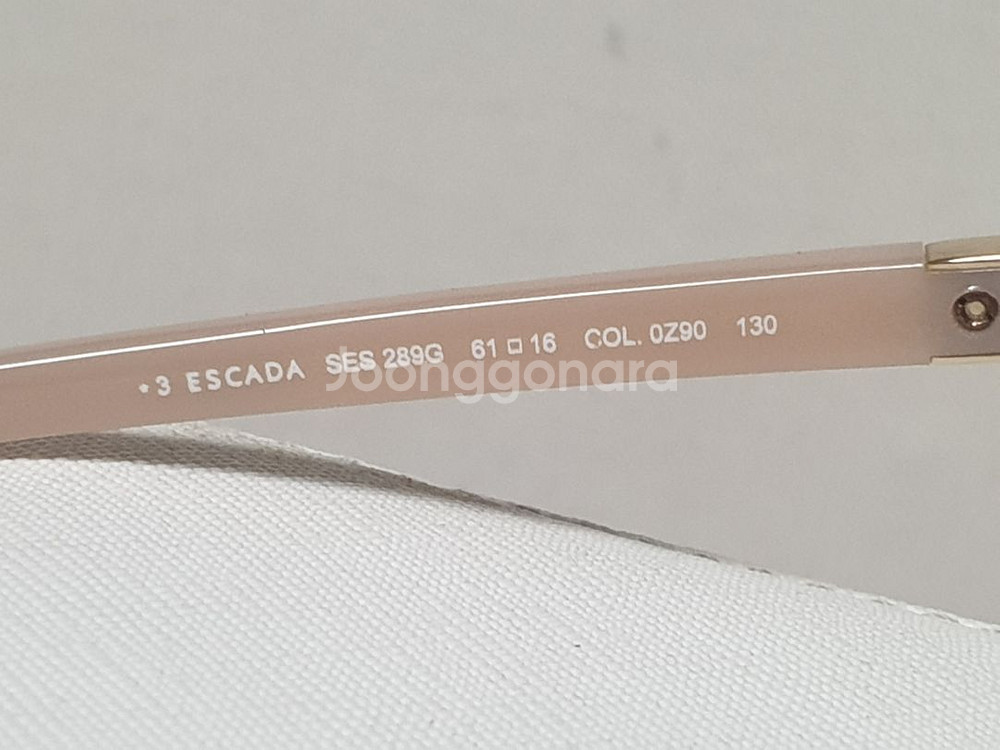 *3 ESCADA SES 289G 61□16 COL. 0Z90 130
Joonggonara